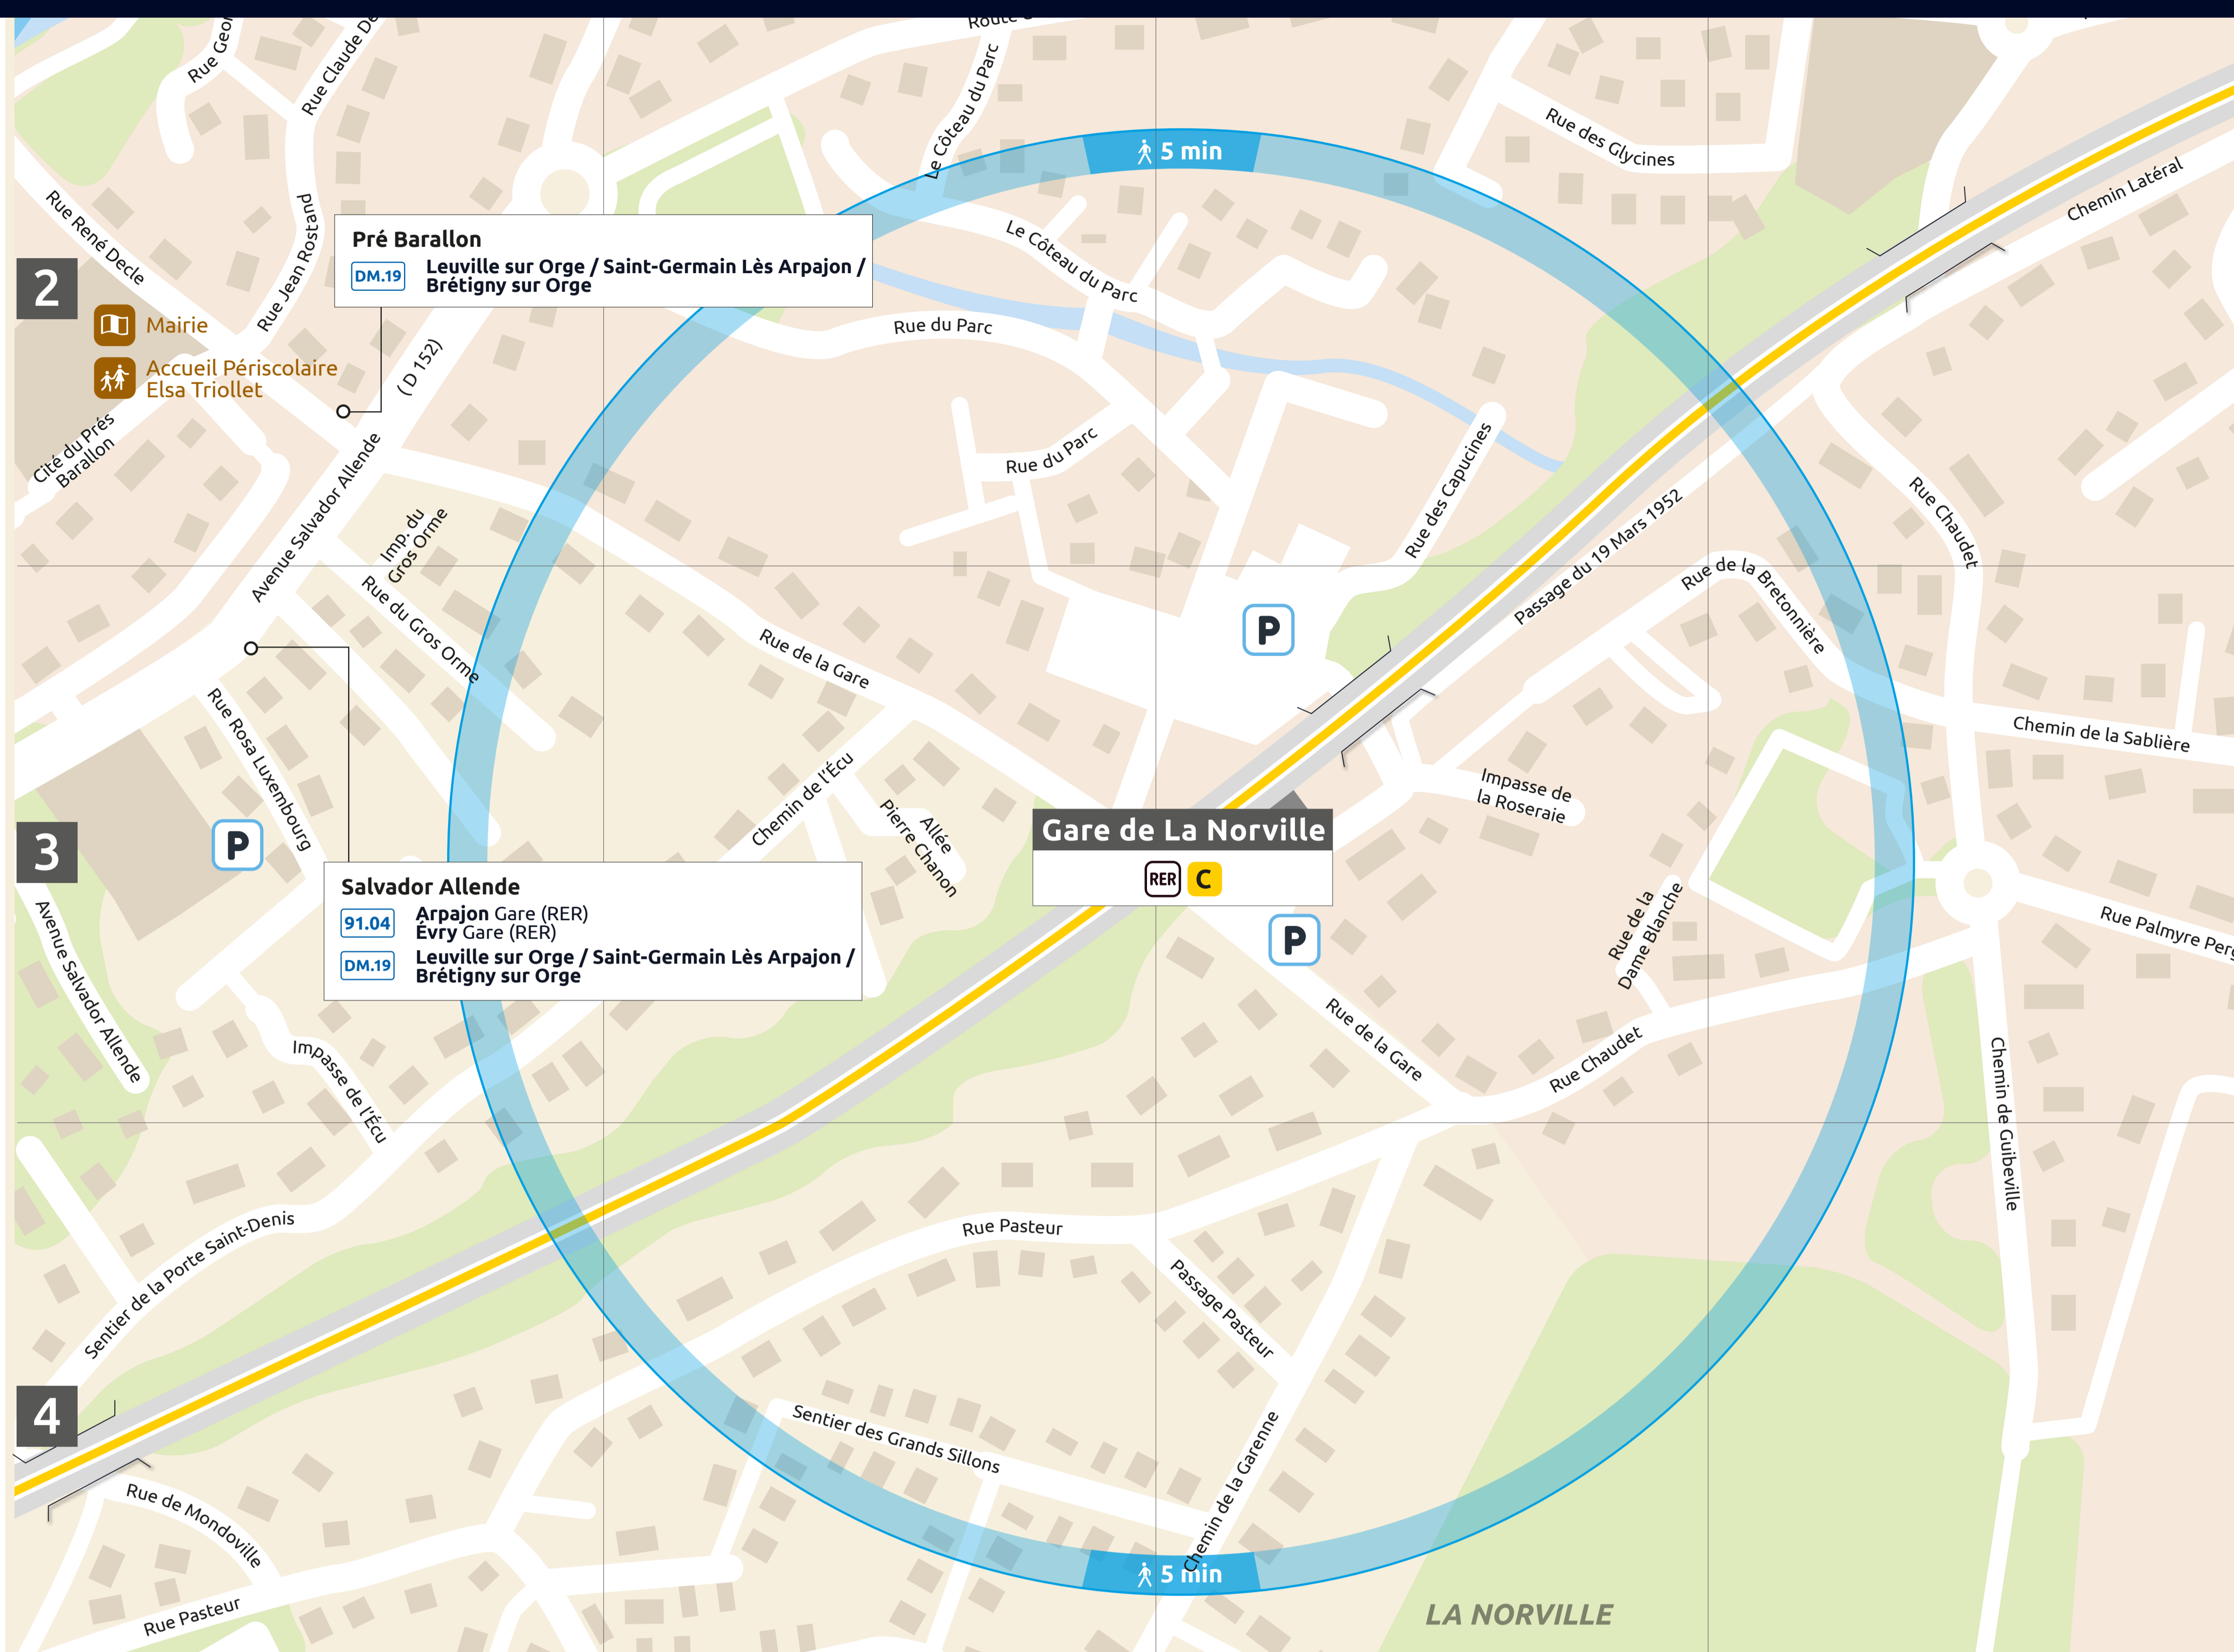 Rue Claude
Le Côteau du Parc
Rue des Glycines
5 min
Chemin Latéral
Rue René Decle
Rue Jean Rostand
Pré Barallon
DM.19 Leuville sur Orge / Saint-Germain Lès Arpajon /
Brétigny sur Orge
Le Côteau du Parc
2
Mairie
Rue du Parc
( D 152)
Accueil Périscolaire
Elsa Triollet
Cité du Près
Barallon
Rue du Parc
Rue des Capucines
Avenue Salvador Allende
Imp. du
Gros Orme
Passage du 19 Mars 1952
Rue Chaudet
Rue de la Bretonnière
Rue du Gros Orme
Rue de la Gare
P
Rue Rosa Luxembourg
Chemin de la Sablière
Chemin de l'Écu
Impasse de
la Roseraie
3
P
Allée
Pierre Chanon
Gare de La Norville
RER C
Salvador Allende
91.04 Arpajon Gare (RER)
Évry Gare (RER)
DM.19 Leuville sur Orge / Saint-Germain Lès Arpajon /
Brétigny sur Orge
P
Rue de la
Dame Blanche
Rue Palmyre
Avenue Salvador Allende
Rue de la Gare
Rue Chaudet
Impasse de l'Écu
Chemin de Guibeville
Sentier de la Porte Saint-Denis
Rue Pasteur
Passage Pasteur
4
Sentier des Grands Sillons
Chemin de la Garenne
Rue de Mondoville
5 min
Rue Pasteur
LA NORVILLE